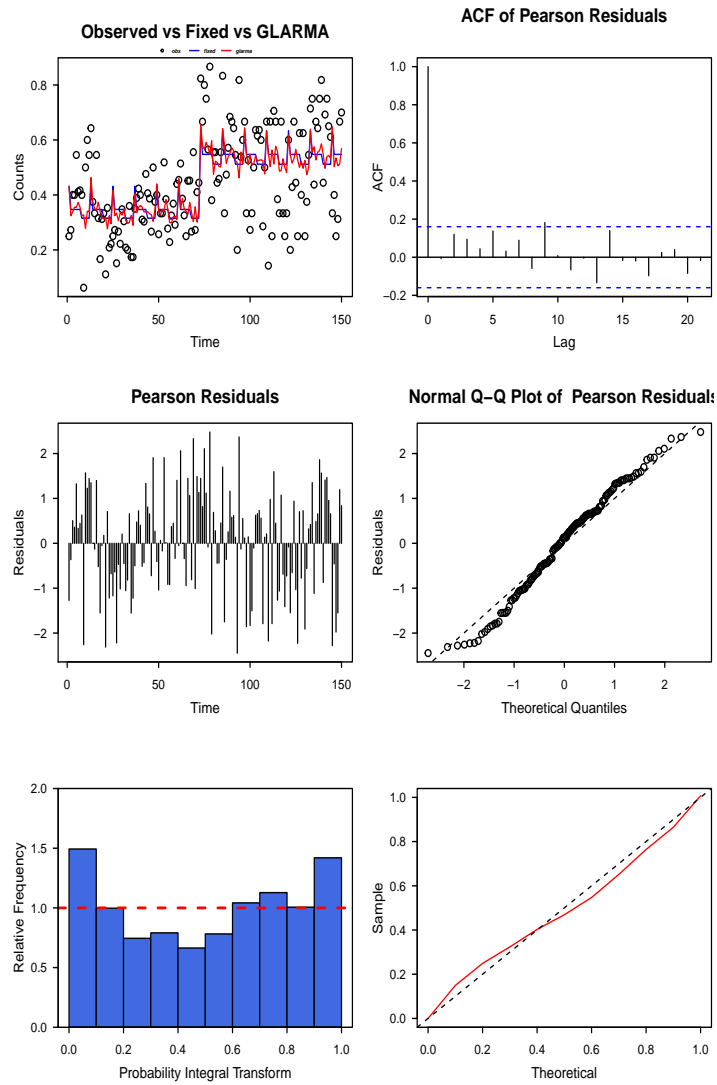 Observed vs Fixed vs GLARMA
obs fixed glarma
Counts
0.8
0.6
0.4
0.2
0 50 100 150
Time
ACF of Pearson Residuals
ACF
1.0
0.8
0.6
0.4
0.2
0.0
−0.2
0 5 10 15 20
Lag
Pearson Residuals
Residuals
2
1
0
−1
−2
0 50 100 150
Time
Normal Q−Q Plot of Pearson Residuals
Residuals
2
1
0
−1
−2
−2 −1 0 1 2
Theoretical Quantiles
Relative Frequency
2.0
1.5
1.0
0.5
0.0
0.0 0.2 0.4 0.6 0.8 1.0
Probability Integral Transform
Sample
1.0
0.8
0.6
0.4
0.2
0.0
0.0 0.2 0.4 0.6 0.8 1.0
Theoretical